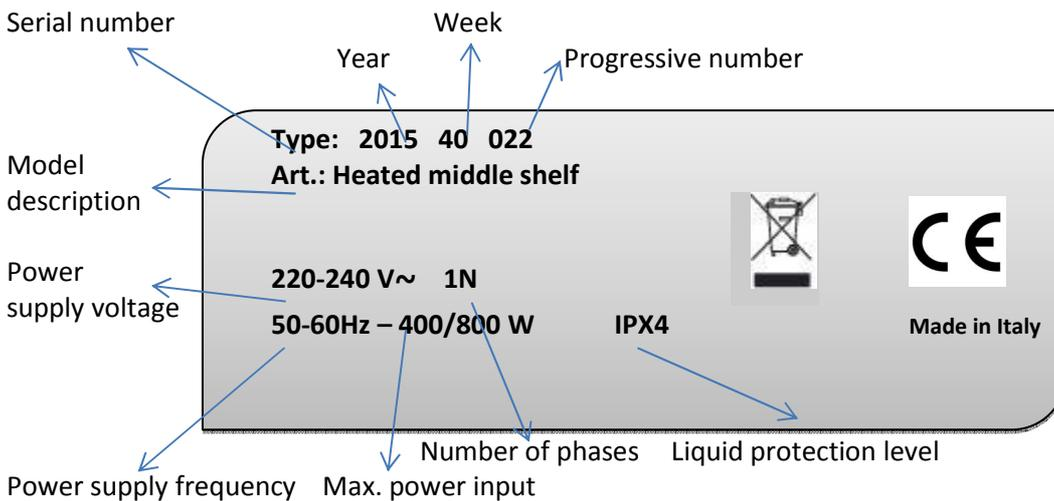 Serial number
Week
Year
Progressive number
Type: 2015 40 022
Model
description
Art.: Heated middle shelf
CE
Power
supply voltage
220-240 V~ 1N
50-60Hz – 400/800 W IPX4 Made in Italy
Number of phases Liquid protection level
Power supply frequency Max. power input